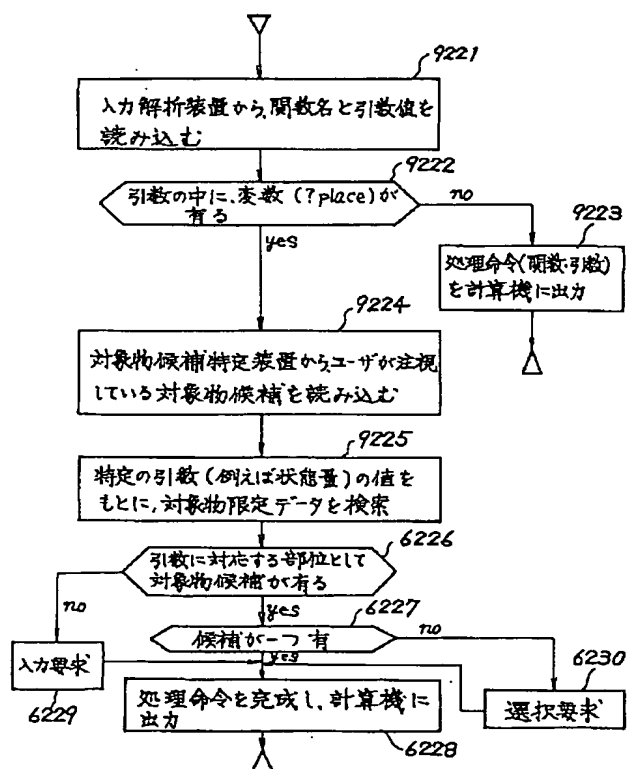 9221
入力解析装置から、関数名と引数値を
読み込む
9222
引数の中に、変数 (?place)が
有る
no
yes
9223
処理命令(関数・引数)
を計算機に出力
9224
対象物候補特定装置から、ユーザが注視
している対象物候補を読み込む
9225
特定の引数(例えば状態量)の値を
もとに、対象物限定データを検索
6226
引数に対応する部位として
対象物候補が有る
no
yes
6227
候補が一つ有
no
yes
入力要求
6229
6230
選択要求
処理命令を完成し、計算機に
出力
6228